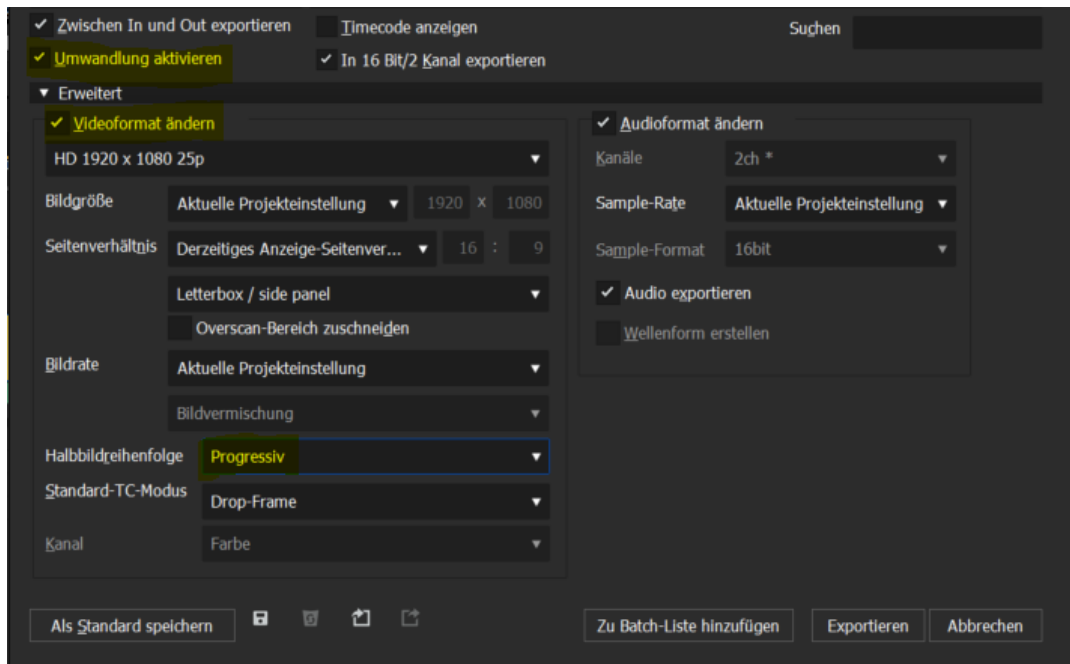 Zwischen In und Out exportieren
Timecode anzeigen
Suchen
Umwandlung aktivieren
In 16 Bit/2 Kanal exportieren
Erweitert
Videoformat ändern
HD 1920 x 1080 25p
Bildgröße Aktuelle Projekteinstellung 1920 x 1080
Seitenverhältnis Derzeitiges Anzeige-Seitenver... 16 : 9
Letterbox / side panel
Overscan-Bereich zuschneiden
Bildrate Aktuelle Projekteinstellung
Bildvermischung
Halbbildreihenfolge Progressiv
Standard-TC-Modus Drop-Frame
Kanal Farbe
Audioformat ändern
Kanäle 2ch *
Sample-Rate Aktuelle Projekteinstellung
Sample-Format 16bit
Audio exportieren
Wellenform erstellen
Als Standard speichern
Zu Batch-Liste hinzufügen
Exportieren
Abbrechen